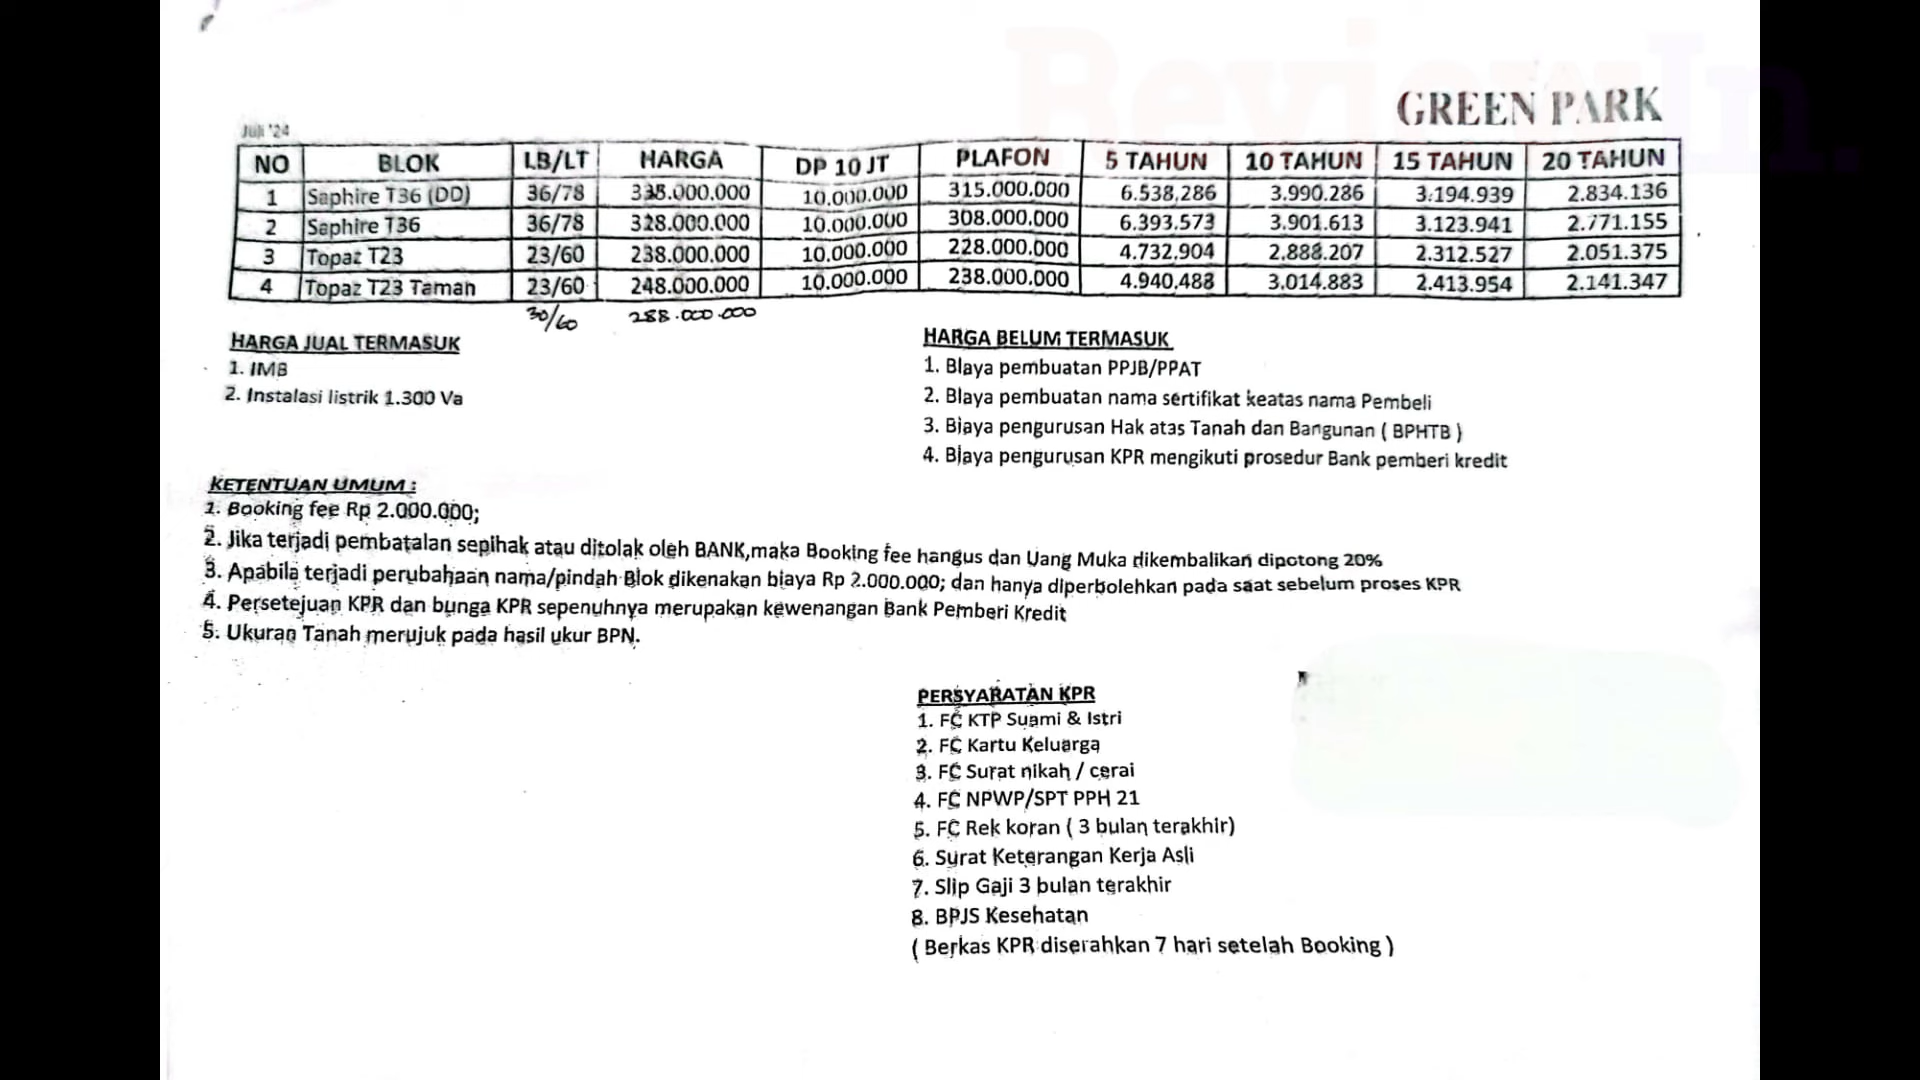 ReviewIn.
GREEN PARK
Juli '24
NO BLOK LB/LT HARGA DP 10 JT PLAFON 5 TAHUN 10 TAHUN 15 TAHUN 20 TAHUN
1 Saphire T36 (DD) 36/78 10.000.000 315.000.000 6.538,286 3.990.286 3.194.939 2.834.136
2 Saphire T36 36/78 328.000.000 10.000.000 308.000.000 6.393.573 3.901.613 3.123.941 2.771.155
3 Topaz T23 23/60 238.000.000 10.000.000 228.000.000 4.732,904 2,888.207 2.312.527 2.051.375
4 Topaz T23 Taman 23/60 248.000.000 10.000.000 238.000.000 4.940,488 3.014.883 2.413.954 2.141.347
30/60 288.000.000
HARGA JUAL TERMASUK
1. IMB
2. Instalasi listrik 1.300 Va
HARGA BELUM TERMASUK
1. Biaya pembuatan PPJB/PPAT
2. Biaya pembuatan nama sertifikat keatas nama Pembeli
3. Biaya pengurusan Hak atas Tanah dan Bangunan ( BPHTB )
4. Biaya pengurusan KPR mengikuti prosedur Bank pemberi kredit
KETENTUAN UMUM :
1. Booking fee Rp 2.000.000;
2. Jika terjadi pembatalan sepihak atau ditolak oleh BANK,maka Booking fee hangus dan Uang Muka dikembalikan dipotong 20%
3. Apabila terjadi perubahaan nama/pindah Blok dikenakan biaya Rp 2.000.000; dan hanya diperbolehkan pada saat sebelum proses KPR
4. Persetejuan KPR dan bunga KPR sepenuhnya merupakan kewenangan Bank Pemberi Kredit
5. Ukuran Tanah merujuk pada hasil ukur BPN.
PERSYARATAN KPR
1. FC KTP Suami & Istri
2. FC Kartu Keluarga
3. FC Surat nikah / cerai
4. FC NPWP/SPT PPH 21
5. FC Rek koran ( 3 bulan terakhir)
6. Surat Keterangan Kerja Asli
7. Slip Gaji 3 bulan terakhir
8. BPJS Kesehatan
( Berkas KPR diserahkan 7 hari setelah Booking )